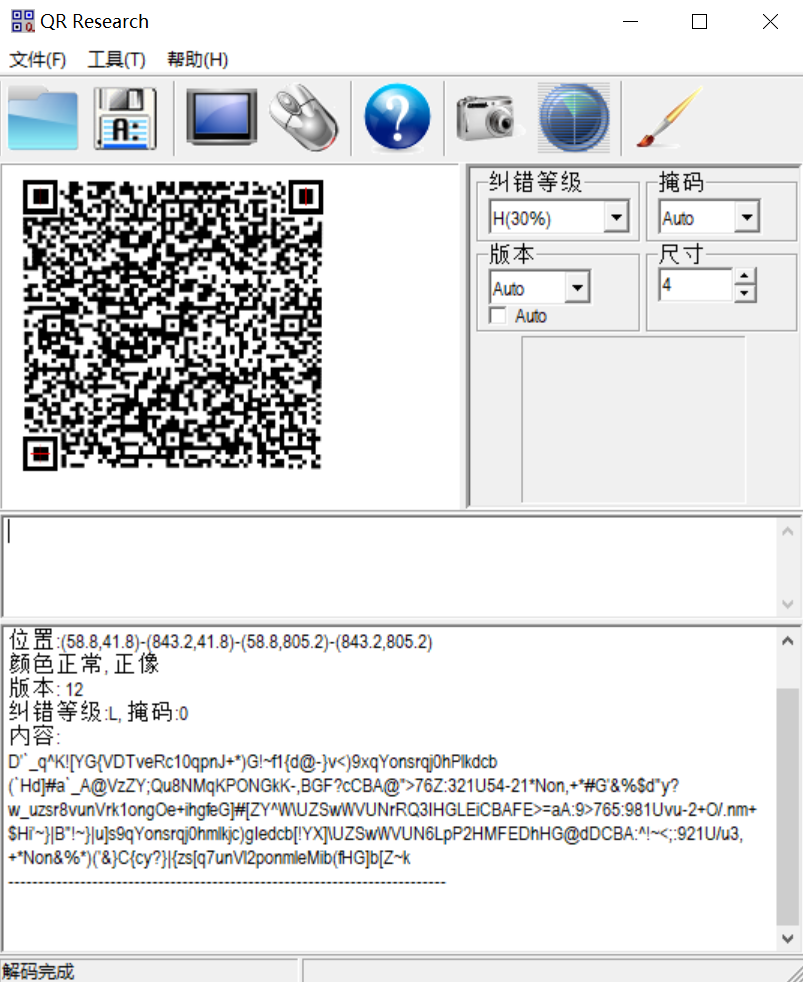 QR Research
文件(F) 工具(T) 帮助(H)
A:
纠错等级 掩码
H(30%) Auto
版本 尺寸
Auto 4
Auto
位置:(58.8,41.8)-(843.2,41.8)-(58.8,805.2)-(843.2,805.2)
颜色正常, 正像
版本: 12
纠错等级:L, 掩码:0
内容:
D'`_q^K![YG{VDTveRc10qpnJ+*)G!~f1{d@-}v<)9xqYonsrqj0hPlkdcb
(`Hd]#a`_A@VzZY;Qu8NMqKPONGkK-,BGF?cCBA@">76Z:321U54-21*Non,+*#G'&%$d"y?
w_uzsr8vunVrk1ongOe+ihgfeG]#[ZY^W\UZSwWVUNrRQ3IHGLEiCBAFE>=aA:9>765:981Uvu-2+O/.nm+
$Hi'~}|B"!~}|u]s9qYonsrqj0hmlkjc)gIedcb[!YX]\UZSwWVUN6LpP2HMFEDhHG@dDCBA:^!~<;:921U/u3,
+*Non&%*)('&}C{cy?}|{zs[q7unVl2ponmleMib(fHG]b[Z~k
-------------------------------------------------------------------------
解码完成